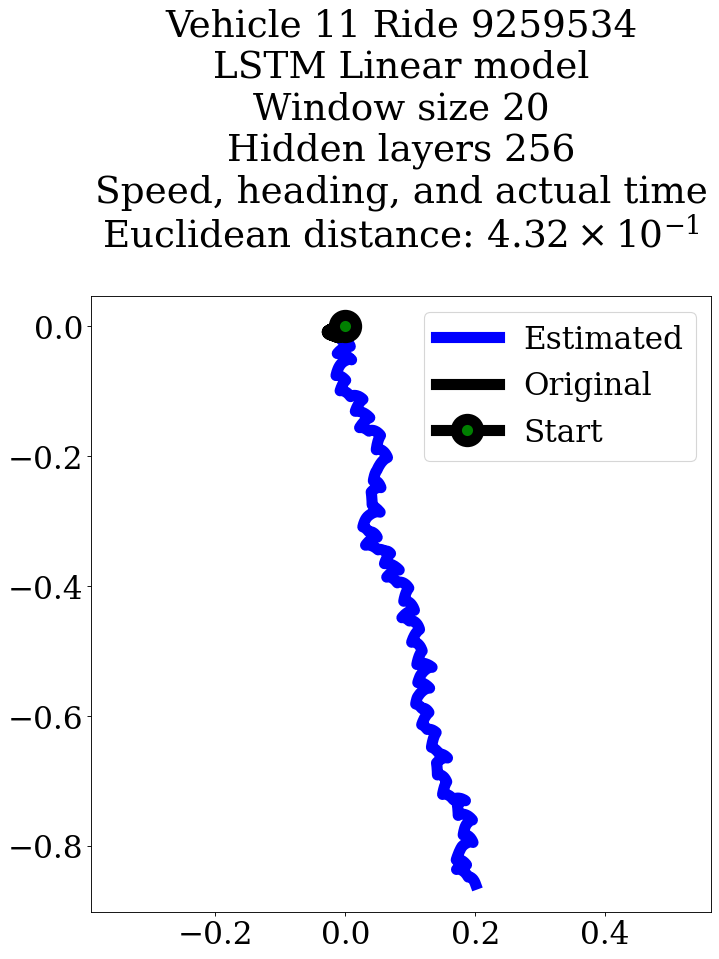 Vehicle 11 Ride 9259534
LSTM Linear model
Window size 20
Hidden layers 256
Speed, heading, and actual time
Euclidean distance: 4.32 × 10⁻¹
Estimated
Original
Start
0.0
−0.2
−0.4
−0.6
−0.8
−0.2 0.0 0.2 0.4